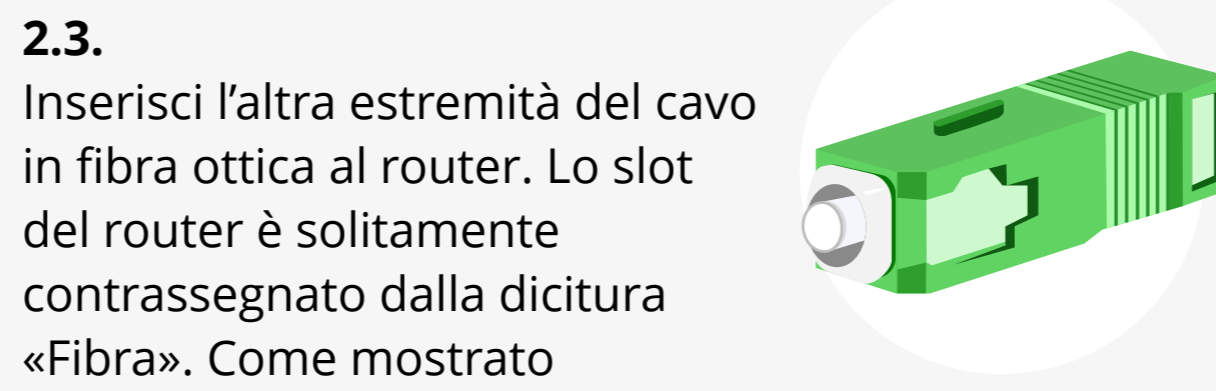 2.3.
Inserisci l’altra estremità del cavo
in fibra ottica al router. Lo slot
del router è solitamente
contrassegnato dalla dicitura
«Fibra». Come mostrato